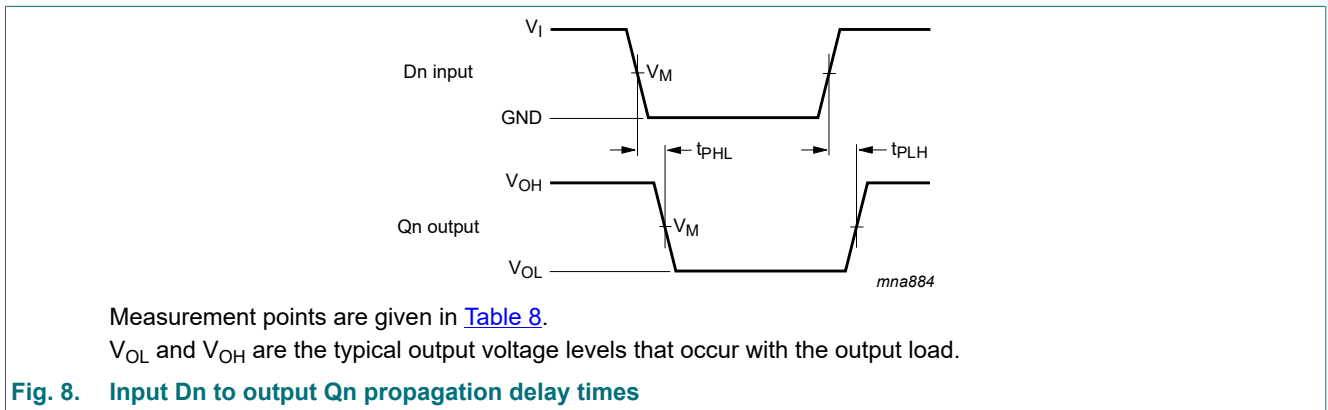 V_I
Dn input
V_M
GND
t_PHL
t_PLH
V_OH
Qn output
V_M
V_OL
mna884
Measurement points are given in Table 8.
V_OL and V_OH are the typical output voltage levels that occur with the output load.
Fig. 8. Input Dn to output Qn propagation delay times